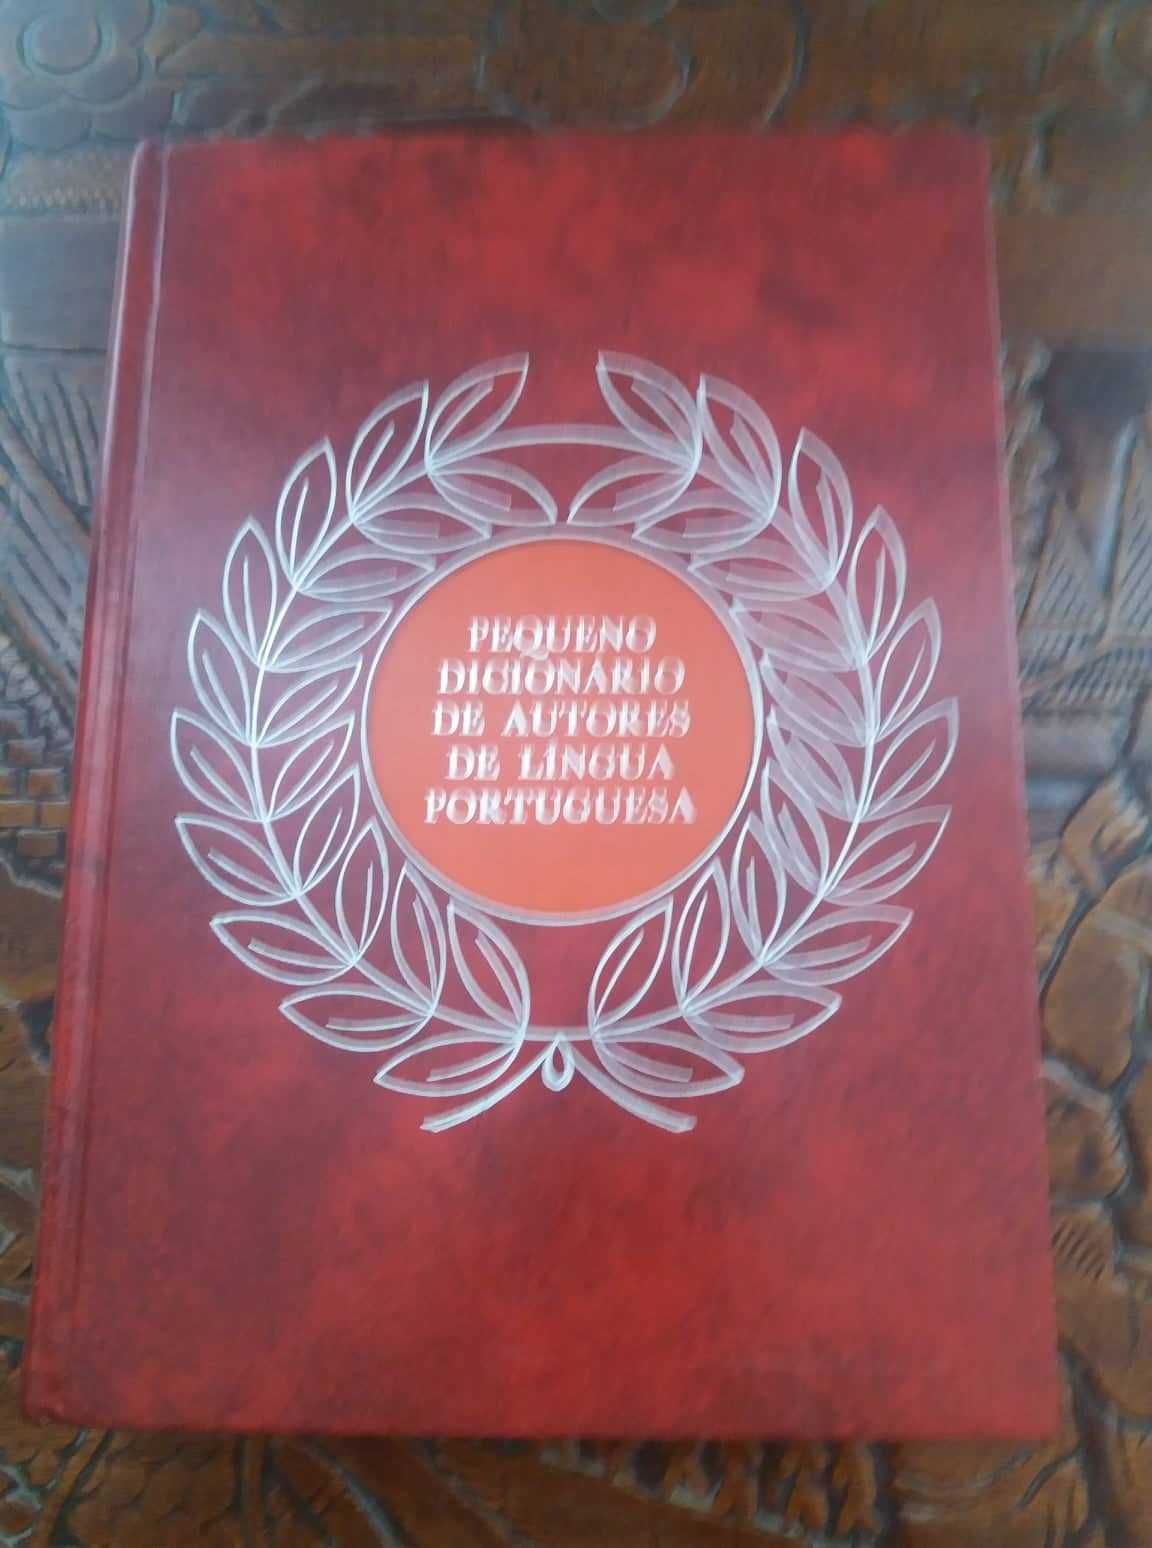 PEQUENO
DICIONÁRIO
DE AUTORES
DE LÍNGUA
PORTUGUESA